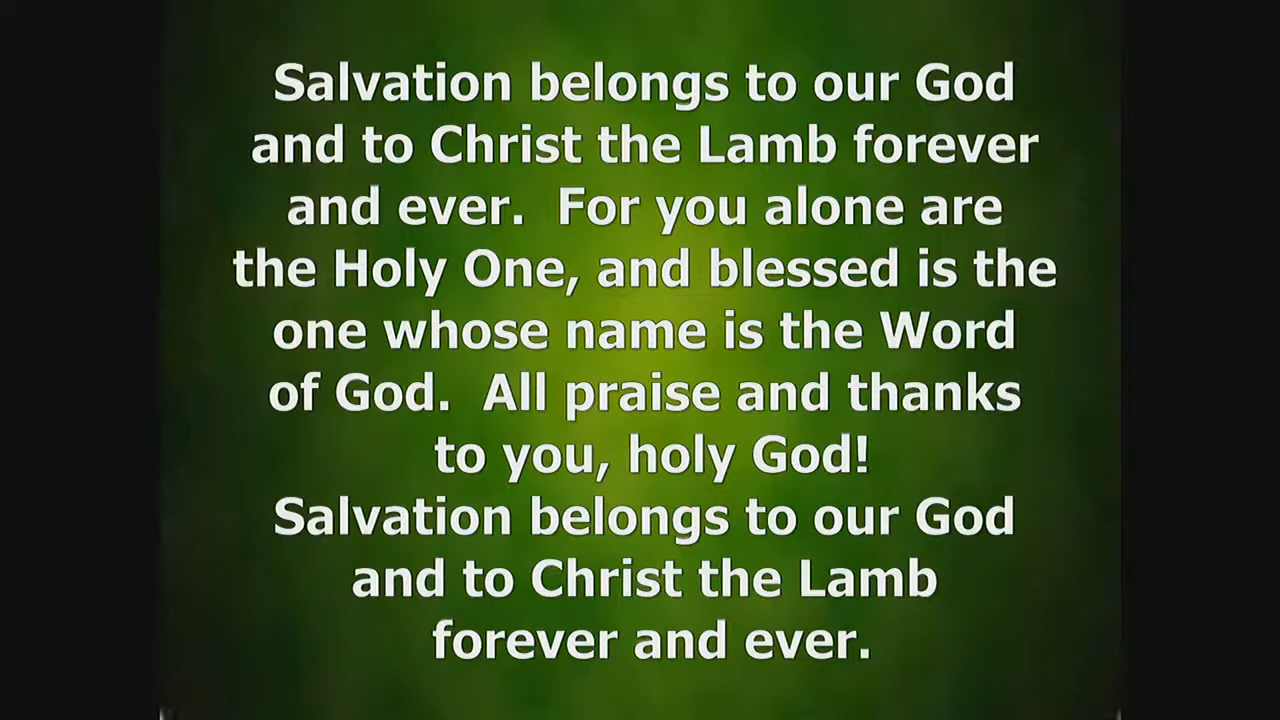 Salvation belongs to our God
and to Christ the Lamb forever
and ever.  For you alone are
the Holy One, and blessed is the
one whose name is the Word
of God.  All praise and thanks
to you, holy God!
Salvation belongs to our God
and to Christ the Lamb
forever and ever.